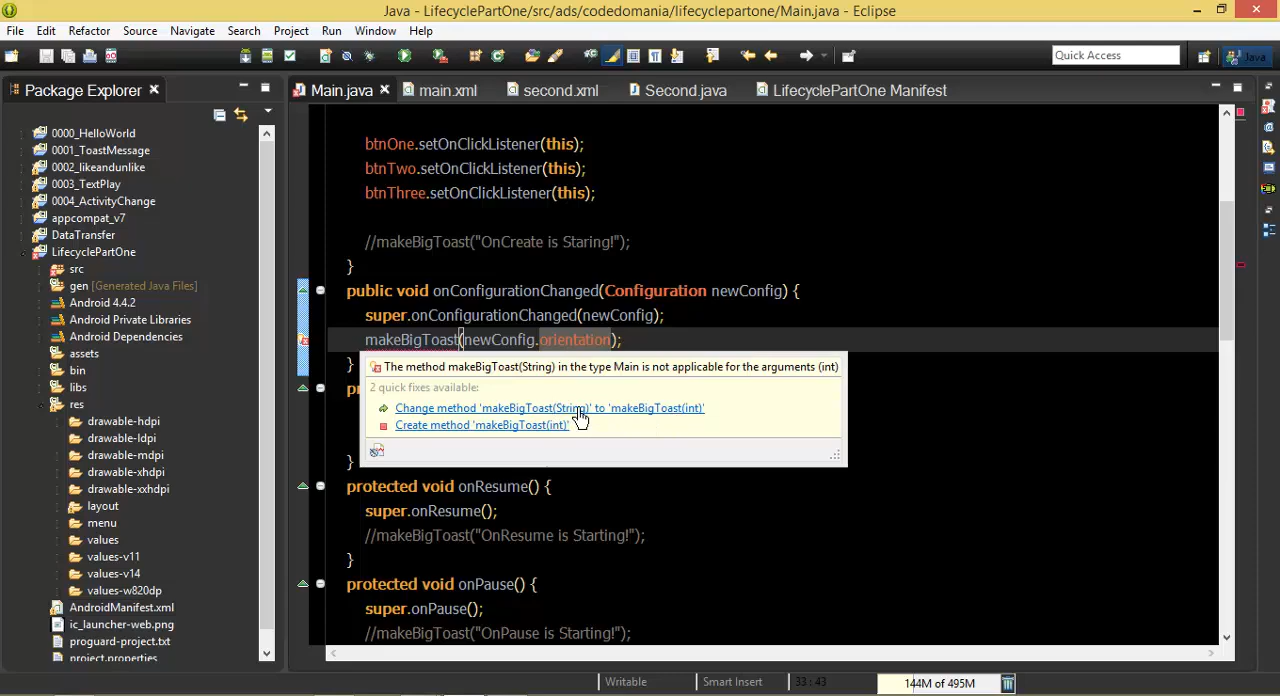 Java - LifecyclePartOne/src/ads/codedomania/lifecyclepartone/Main.java - Eclipse
File Edit Refactor Source Navigate Search Project Run Window Help
Quick Access
Java
Package Explorer
Main.java
main.xml
second.xml
Second.java
LifecyclePartOne Manifest
0000_HelloWorld
0001_ToastMessage
0002_likeandunlike
0003_TextPlay
0004_ActivityChange
appcompat_v7
DataTransfer
LifecyclePartOne
src
gen [Generated Java Files]
Android 4.4.2
Android Private Libraries
Android Dependencies
assets
bin
libs
res
drawable-hdpi
drawable-ldpi
drawable-mdpi
drawable-xhdpi
drawable-xxhdpi
layout
menu
values
values-v11
values-v14
values-w820dp
AndroidManifest.xml
ic_launcher-web.png
proguard-project.txt
project.properties
btnOne.setOnClickListener(this);
btnTwo.setOnClickListener(this);
btnThree.setOnClickListener(this);
//makeBigToast("OnCreate is Staring!");
}
public void onConfigurationChanged(Configuration newConfig) {
super.onConfigurationChanged(newConfig);
makeBigToast(newConfig.orientation);
}
The method makeBigToast(String) in the type Main is not applicable for the arguments (int)
2 quick fixes available:
Change method 'makeBigToast(String)' to 'makeBigToast(int)'
Create method 'makeBigToast(int)'
pr
}
protected void onResume() {
super.onResume();
//makeBigToast("OnResume is Starting!");
}
protected void onPause() {
super.onPause();
//makeBigToast("OnPause is Starting!");
Writable
Smart Insert
33 : 43
144M of 495M